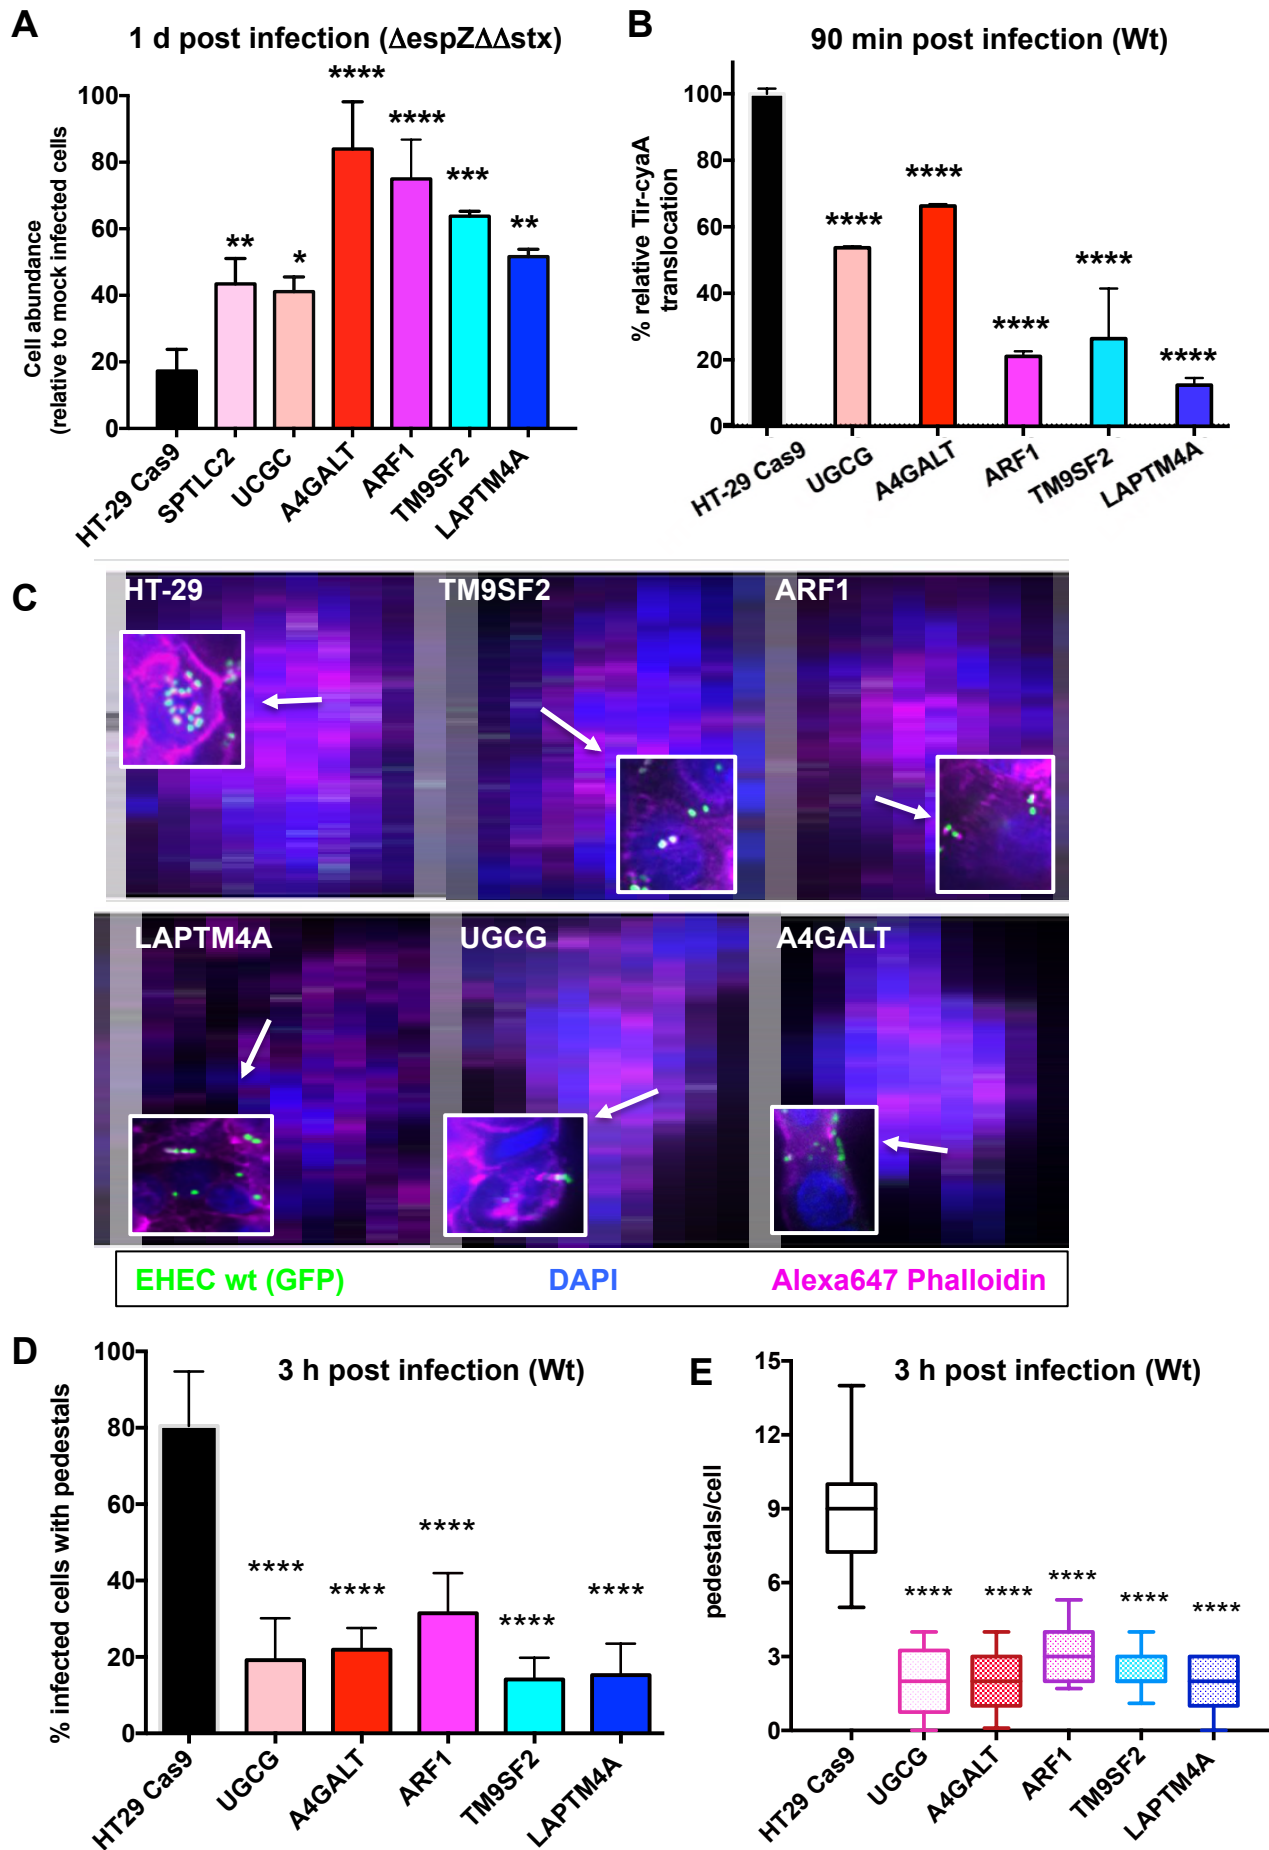 A
1 d post infection (ΔespZΔΔstx)
Cell abundance
(relative to mock infected cells
100
80
60
40
20
0
**
*
****
****
***
**
HT-29 Cas9
SPTLC2
UCGC
A4GALT
ARF1
TM9SF2
LAPTM4A
B
90 min post infection (Wt)
% relative Tir-cyaA
translocation
100
80
60
40
20
0
****
****
****
****
****
HT-29 Cas9
UGCG
A4GALT
ARF1
TM9SF2
LAPTM4A
C
HT-29
TM9SF2
ARF1
LAPTM4A
UGCG
A4GALT
EHEC wt (GFP)
DAPI
Alexa647 Phalloidin
D
3 h post infection (Wt)
% infected cells with pedestals
100
80
60
40
20
0
****
****
****
****
****
HT29 Cas9
UGCG
A4GALT
ARF1
TM9SF2
LAPTM4A
E
3 h post infection (Wt)
pedestals/cell
15
12
9
6
3
0
****
****
****
****
****
HT29 Cas9
UGCG
A4GALT
ARF1
TM9SF2
LAPTM4A